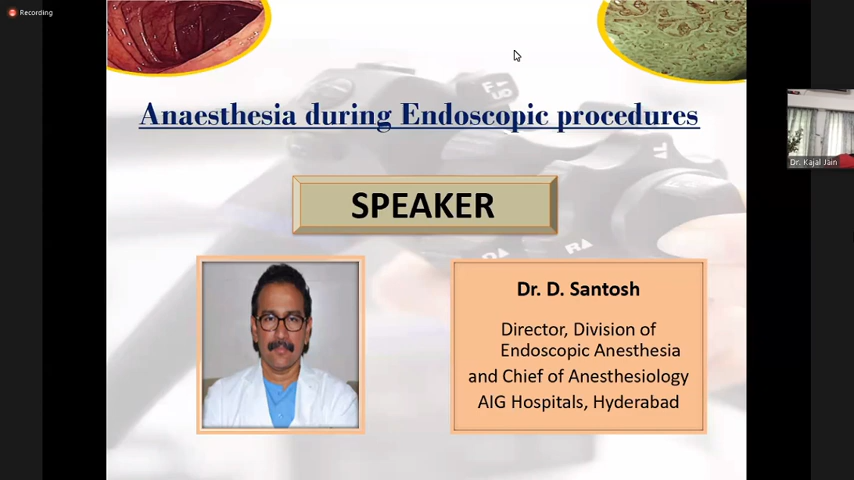 Recording
Anaesthesia during Endoscopic procedures
SPEAKER
Dr. D. Santosh
Director, Division of
Endoscopic Anesthesia
and Chief of Anesthesiology
AIG Hospitals, Hyderabad
Dr. Kajal Jain